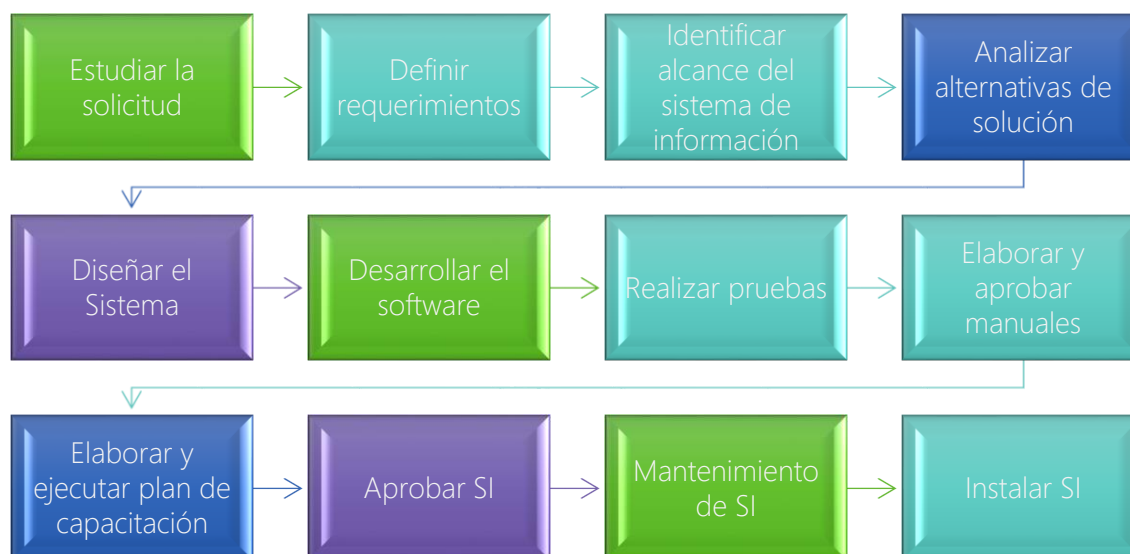 Estudiar la
solicitud
Definir
requerimientos
Identificar
alcance del
sistema de
información
Analizar
alternativas de
solución
Diseñar el
Sistema
Desarrollar el
software
Realizar pruebas
Elaborar y
aprobar
manuales
Elaborar y
ejecutar plan de
capacitación
Aprobar SI
Mantenimiento
de SI
Instalar SI